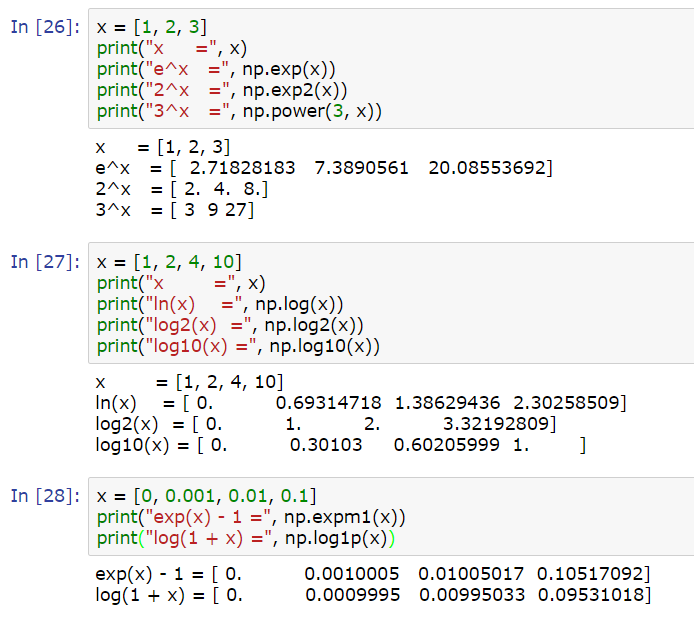 In [26]: x = [1, 2, 3]
print("x    =", x)
print("e^x  =", np.exp(x))
print("2^x  =", np.exp2(x))
print("3^x  =", np.power(3, x))
x    = [1, 2, 3]
e^x  = [  2.71828183   7.3890561   20.08553692]
2^x  = [ 2.  4.  8.]
3^x  = [ 3  9 27]
In [27]: x = [1, 2, 4, 10]
print("x        =", x)
print("ln(x)    =", np.log(x))
print("log2(x)  =", np.log2(x))
print("log10(x) =", np.log10(x))
x        = [1, 2, 4, 10]
ln(x)    = [ 0.          0.69314718  1.38629436  2.30258509]
log2(x)  = [ 0.          1.          2.          3.32192809]
log10(x) = [ 0.          0.30103     0.60205999  1.        ]
In [28]: x = [0, 0.001, 0.01, 0.1]
print("exp(x) - 1 =", np.expm1(x))
print("log(1 + x) =", np.log1p(x))
exp(x) - 1 = [ 0.          0.0010005   0.01005017  0.10517092]
log(1 + x) = [ 0.          0.0009995   0.00995033  0.09531018]